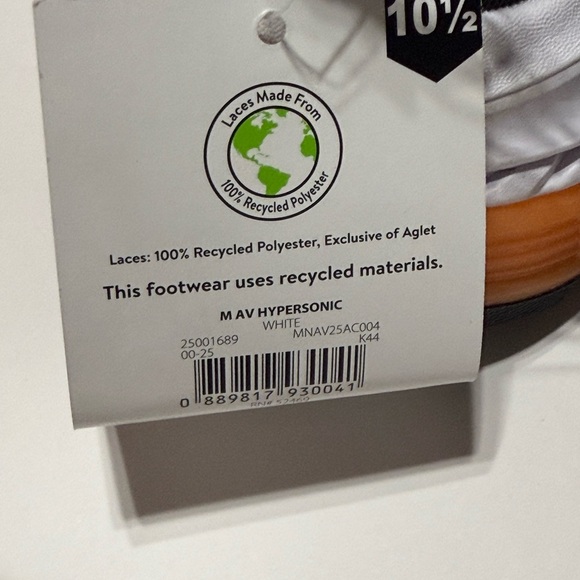 10½
Laces Made From
100% Recycled Polyester
Laces: 100% Recycled Polyester, Exclusive of Aglet
This footwear uses recycled materials.
M AV HYPERSONIC
WHITE
25001689 MNAV25AC004
00-25 K44
0 889817 930041